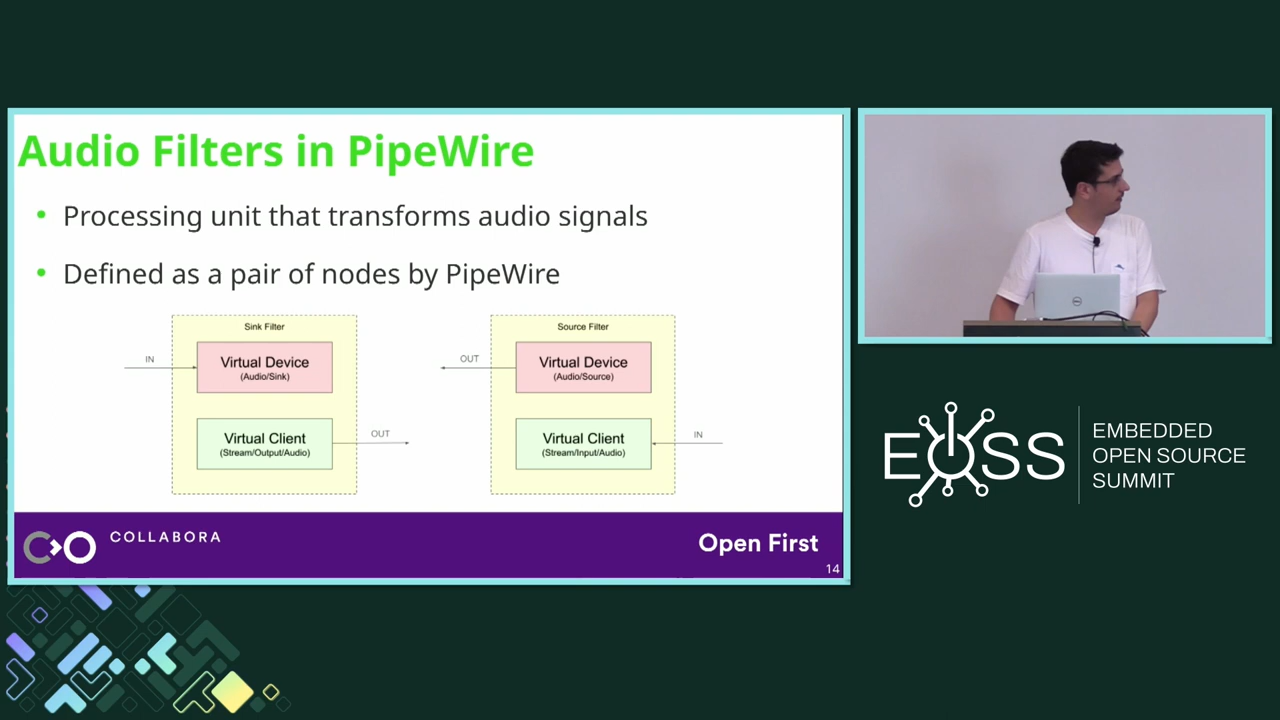 Audio Filters in PipeWire
• Processing unit that transforms audio signals
• Defined as a pair of nodes by PipeWire
Sink Filter
IN
Virtual Device
(Audio/Sink)
Virtual Client
(Stream/Output/Audio)
OUT
Source Filter
OUT
Virtual Device
(Audio/Source)
Virtual Client
(Stream/Input/Audio)
IN
COLLABORA
Open First
14
DELL
EOSS
EMBEDDED
OPEN SOURCE
SUMMIT